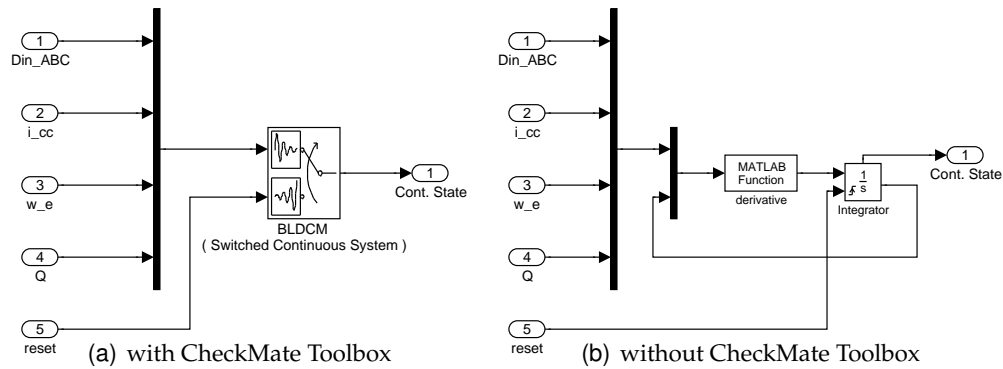 1
Din_ABC
2
i_cc
3
w_e
4
Q
5
reset
BLDCM
( Switched Continuous System )
1
Cont. State
(a) with CheckMate Toolbox
1
Din_ABC
2
i_cc
3
w_e
4
Q
5
reset
MATLAB
Function
derivative
1
s
Integrator
1
Cont. State
(b) without CheckMate Toolbox